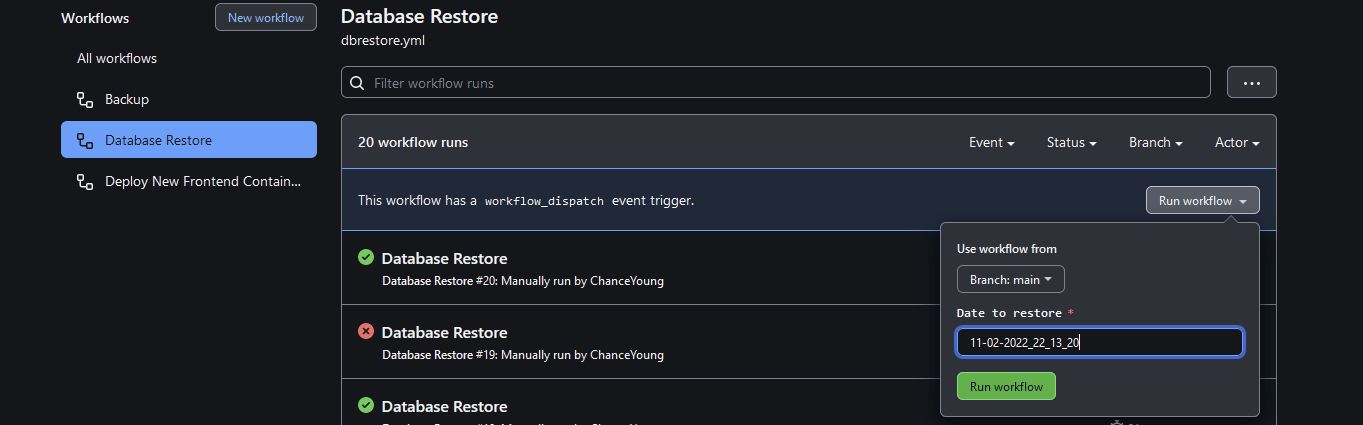 Workflows
New workflow
All workflows
Backup
Database Restore
Deploy New Frontend Contain...
Database Restore
dbrestore.yml
Filter workflow runs
...
20 workflow runs
Event
Status
Branch
Actor
This workflow has a workflow_dispatch event trigger.
Run workflow
Database Restore
Database Restore #20: Manually run by ChanceYoung
Database Restore
Database Restore #19: Manually run by ChanceYoung
Database Restore
Use workflow from
Branch: main
Date to restore *
11-02-2022_22_13_20
Run workflow